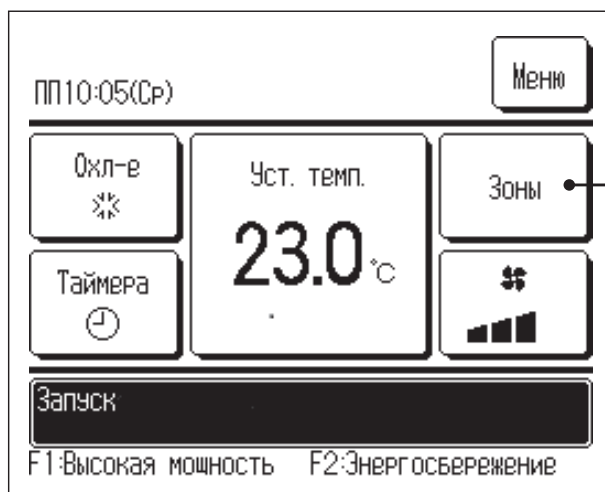 ПП10:05(Ср)
Меню
Охл-е
Уст. темп.
Зоны
23.0°C
Таймера
Запуск
F1:Высокая мощность F2:Энергосбережение